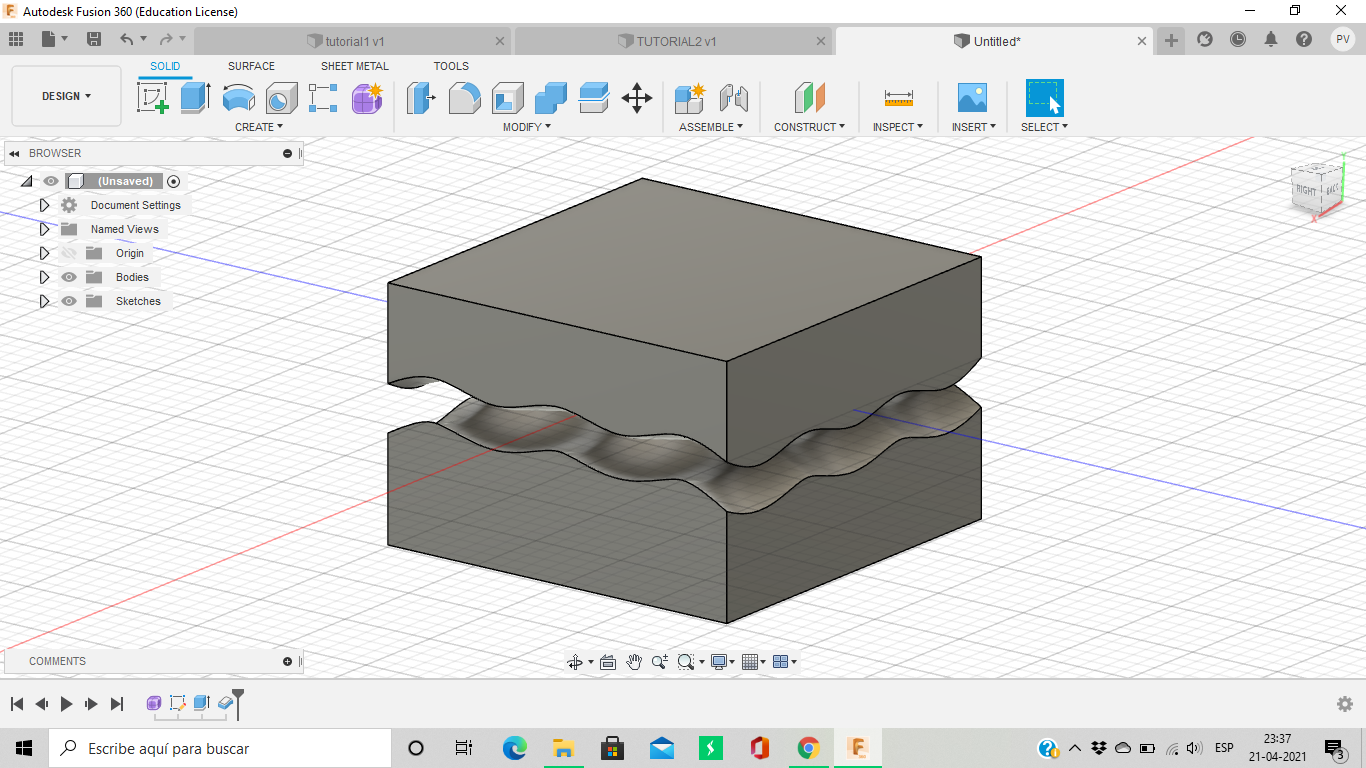 Autodesk Fusion 360 (Education License)
tutorial1 v1
TUTORIAL2 v1
Untitled*
PV
DESIGN
SOLID
SURFACE
SHEET METAL
TOOLS
CREATE
MODIFY
ASSEMBLE
CONSTRUCT
INSPECT
INSERT
SELECT
BROWSER
(Unsaved)
Document Settings
Named Views
Origin
Bodies
Sketches
RIGHT
BACK
X
COMMENTS
Escribe aquí para buscar
ESP
23:37
21-04-2021
3